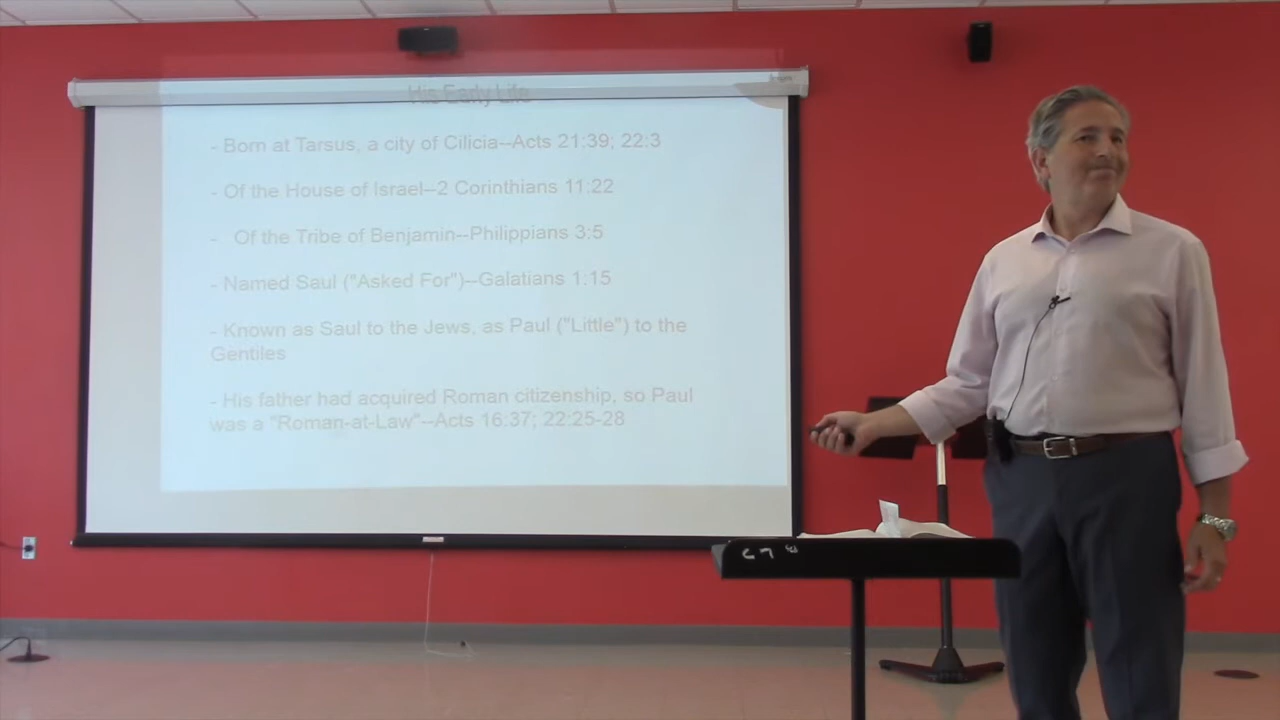 His Early Life
- Born at Tarsus, a city of Cilicia--Acts 21:39; 22:3
- Of the House of Israel--2 Corinthians 11:22
- Of the Tribe of Benjamin--Philippians 3:5
- Named Saul ("Asked For")--Galatians 1:15
- Known as Saul to the Jews, as Paul ("Little") to the
Gentiles
- His father had acquired Roman citizenship, so Paul
was a "Roman-at-Law"--Acts 16:37; 22:25-28